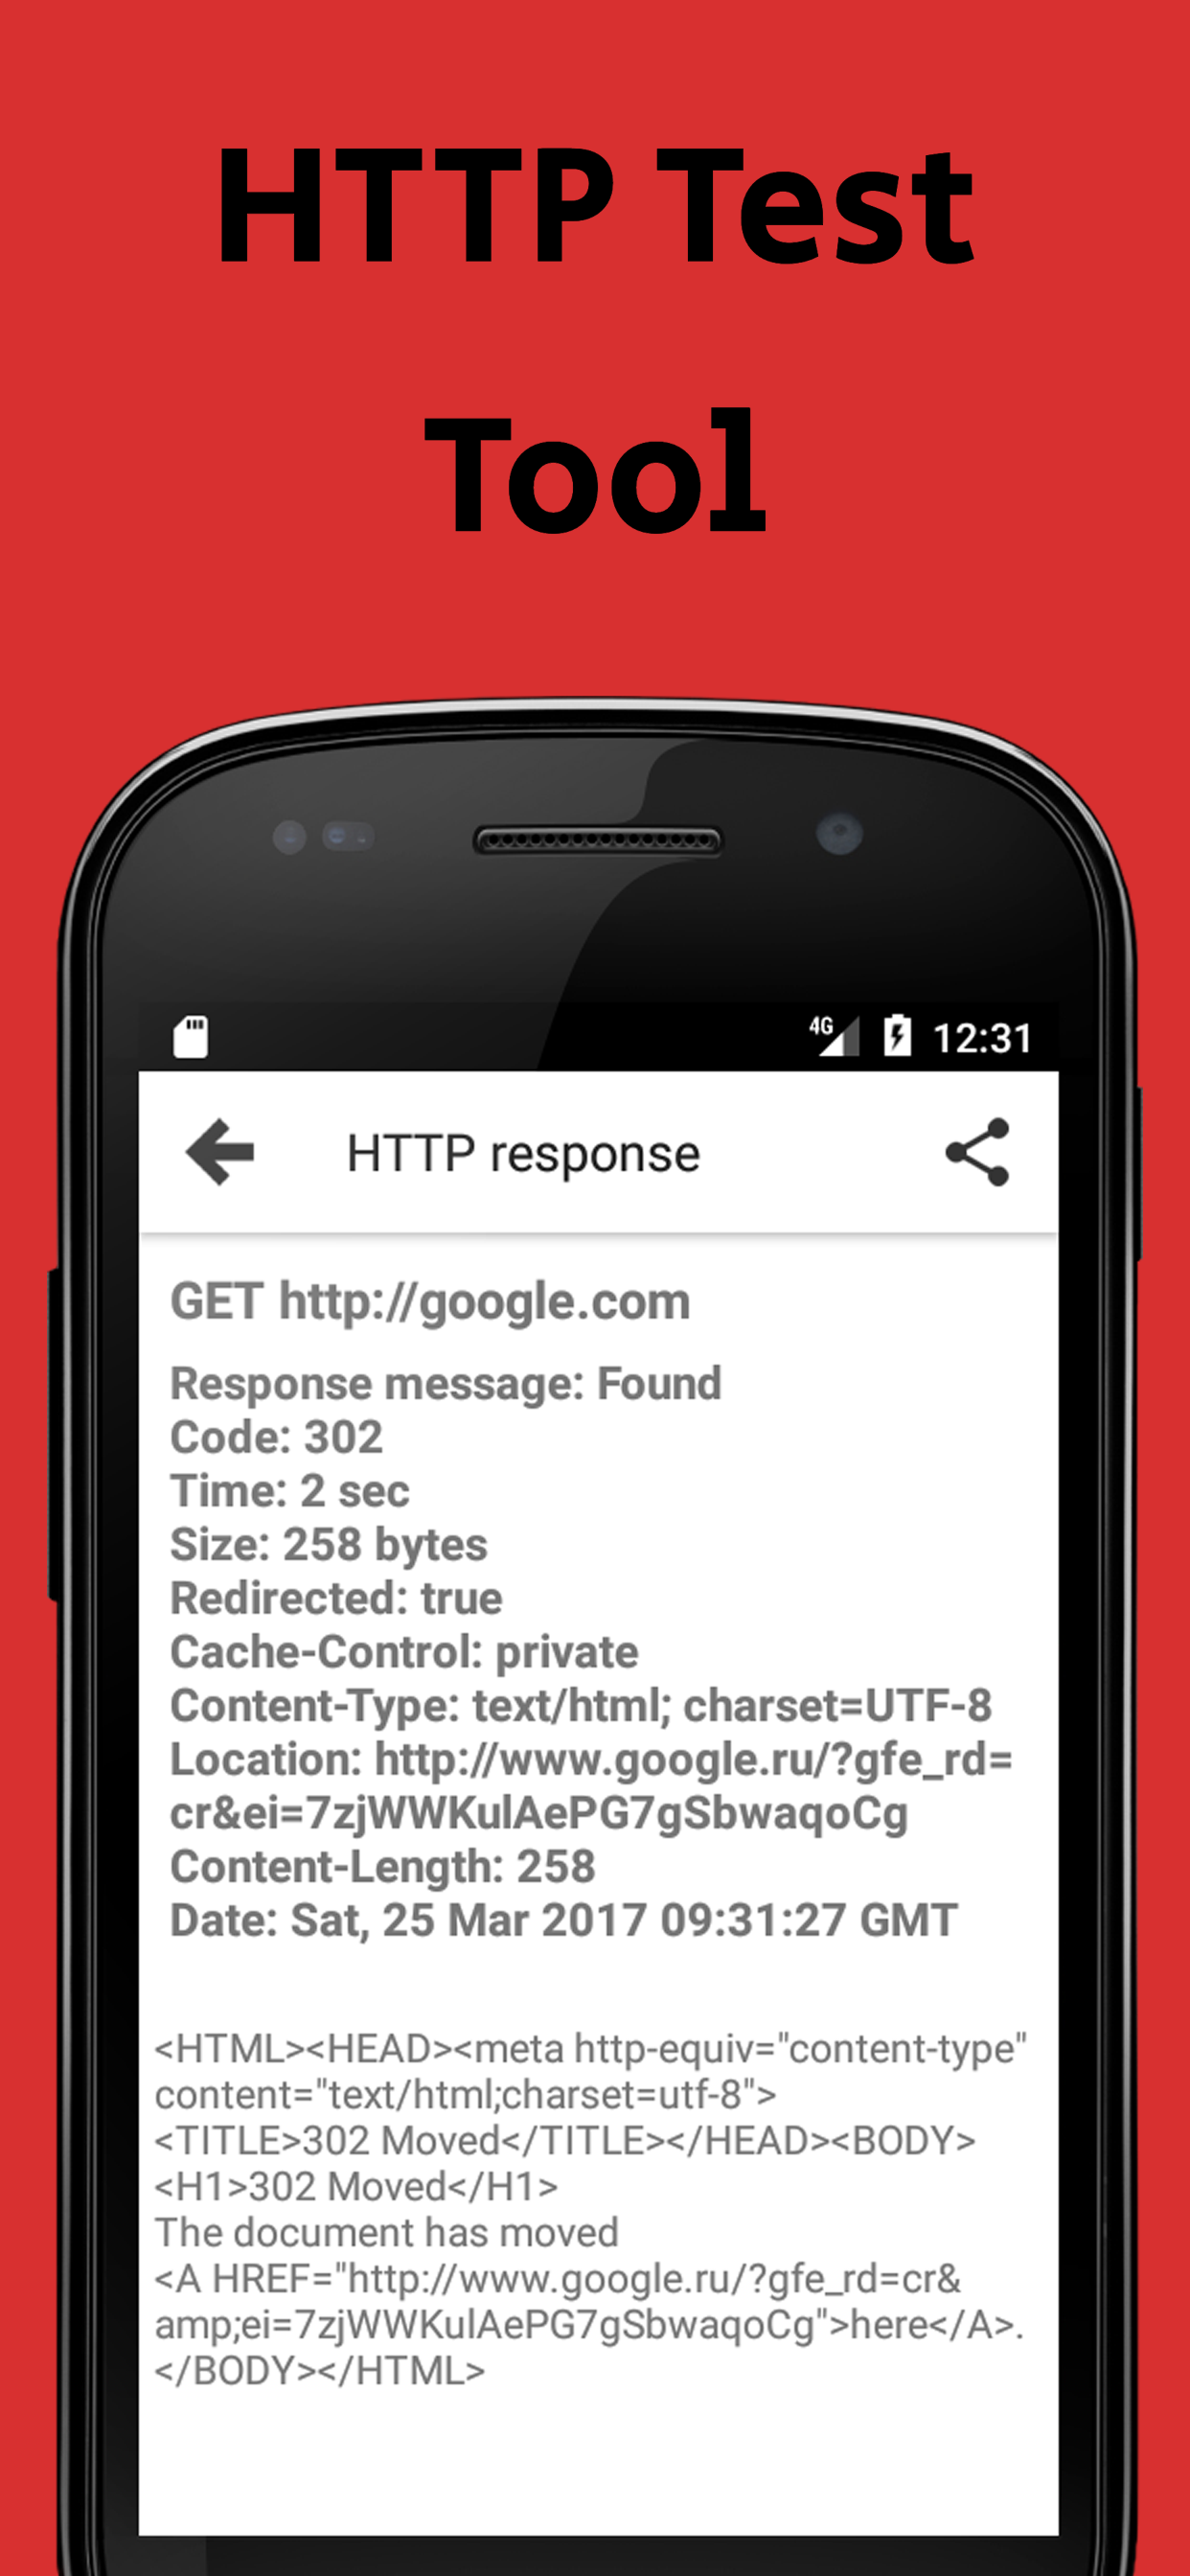 HTTP Test
Tool
4G 12:31
HTTP response
GET http://google.com
Response message: Found
Code: 302
Time: 2 sec
Size: 258 bytes
Redirected: true
Cache-Control: private
Content-Type: text/html; charset=UTF-8
Location: http://www.google.ru/?gfe_rd=
cr&ei=7zjWWKulAePG7gSbwaqoCg
Content-Length: 258
Date: Sat, 25 Mar 2017 09:31:27 GMT
<HTML><HEAD><meta http-equiv="content-type"
content="text/html;charset=utf-8">
<TITLE>302 Moved</TITLE></HEAD><BODY>
<H1>302 Moved</H1>
The document has moved
<A HREF="http://www.google.ru/?gfe_rd=cr&
amp;ei=7zjWWKulAePG7gSbwaqoCg">here</A>.
</BODY></HTML>